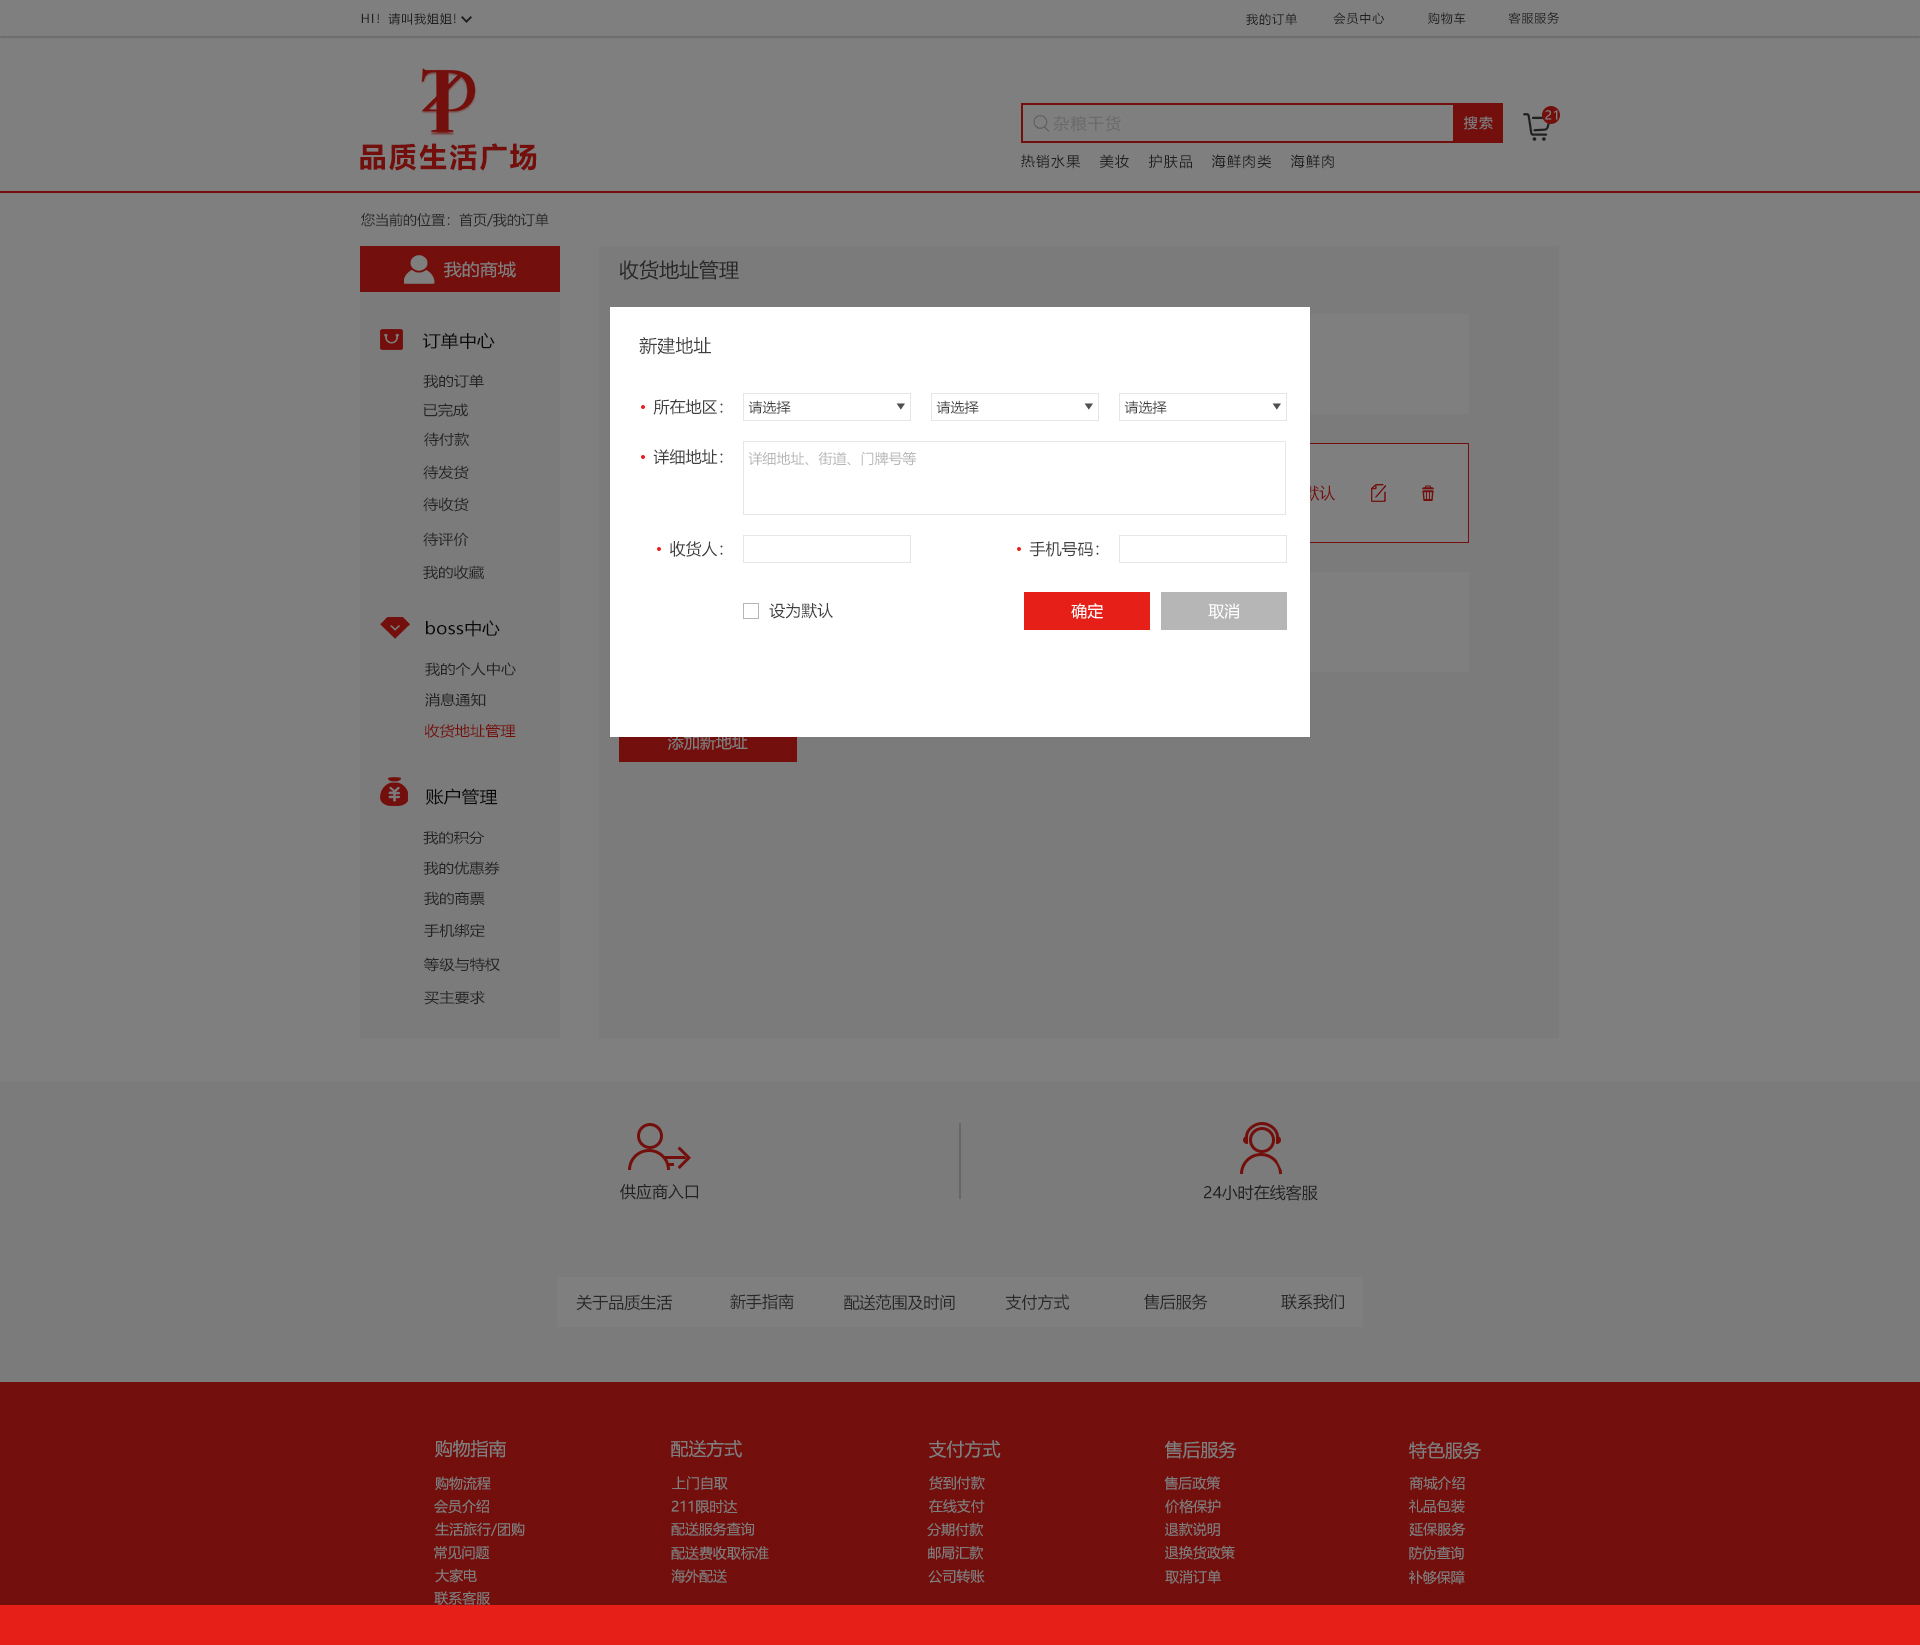 HI！请叫我姐姐!
我的订单 会员中心 购物车 客服服务
品质生活广场
杂粮干货 搜索 21
热销水果 美妆 护肤品 海鲜肉类 海鲜肉
您当前的位置：首页/我的订单
我的商城
订单中心
我的订单
已完成
待付款
待发货
待收货
待评价
我的收藏
boss中心
我的个人中心
消息通知
收货地址管理
账户管理
我的积分
我的优惠券
我的商票
手机绑定
等级与特权
买主要求
收货地址管理
新建地址
所在地区： 请选择 请选择 请选择
详细地址： 详细地址、街道、门牌号等
收货人： 手机号码：
设为默认 确定 取消
默认
添加新地址
供应商入口 24小时在线客服
关于品质生活 新手指南 配送范围及时间 支付方式 售后服务 联系我们
购物指南
购物流程
会员介绍
生活旅行/团购
常见问题
大家电
联系客服
配送方式
上门自取
211限时达
配送服务查询
配送费收取标准
海外配送
支付方式
货到付款
在线支付
分期付款
邮局汇款
公司转账
售后服务
售后政策
价格保护
退款说明
退换货政策
取消订单
特色服务
商城介绍
礼品包装
延保服务
防伪查询
补够保障